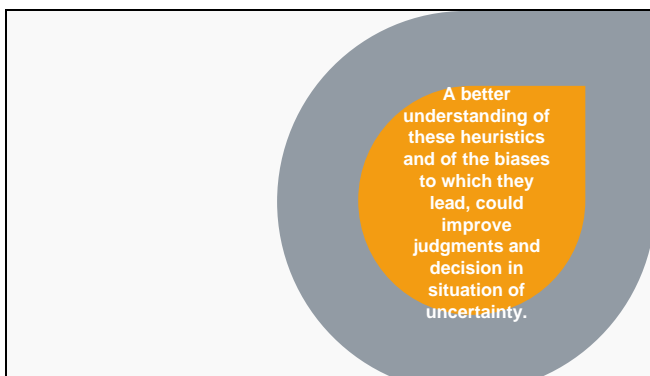 A better
understanding of
these heuristics
and of the biases
to which they
lead, could
improve
judgments and
decision in
situation of
uncertainty.